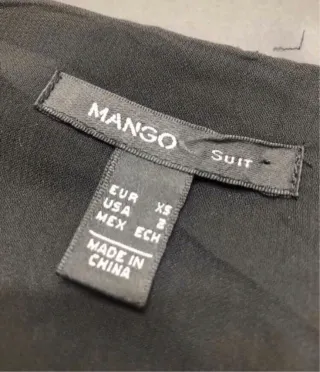 MANGO SUIT
EUR XS
USA 2
MEX ECH
MADE IN
CHINA